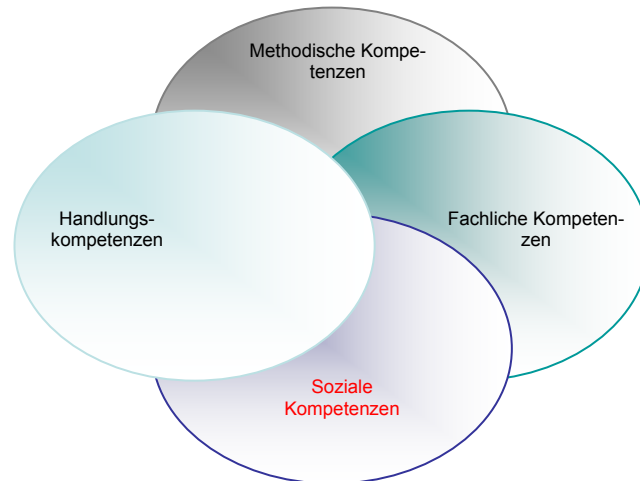 Methodische Kompe-
tenzen
Handlungs-
kompetenzen
Fachliche Kompeten-
zen
Soziale
Kompetenzen